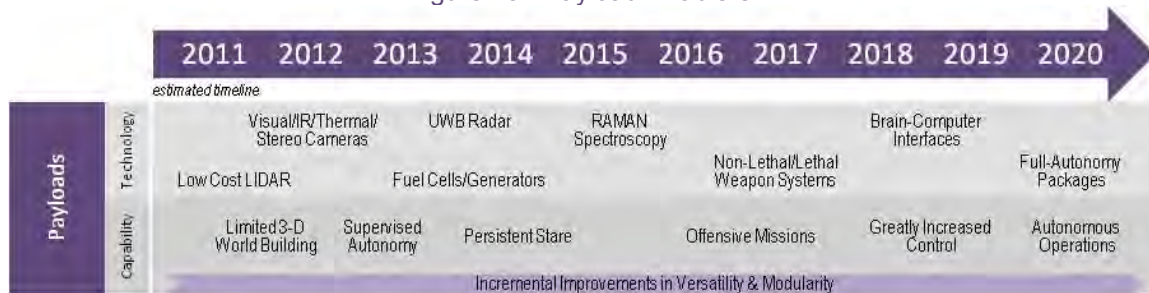 2011 2012 2013 2014 2015 2016 2017 2018 2019 2020
estimated timeline
Payloads
Technology
Visual/IR/Thermal/
Stereo Cameras
UWB Radar
RAMAN
Spectroscopy
Brain-Computer
Interfaces
Low Cost LIDAR
Fuel Cells/Generators
Non-Lethal/Lethal
Weapon Systems
Full-Autonomy
Packages
Capability
Limited 3-D
World Building
Supervised
Autonomy
Persistent Stare
Offensive Missions
Greatly Increased
Control
Autonomous
Operations
Incremental Improvements in Versatility & Modularity